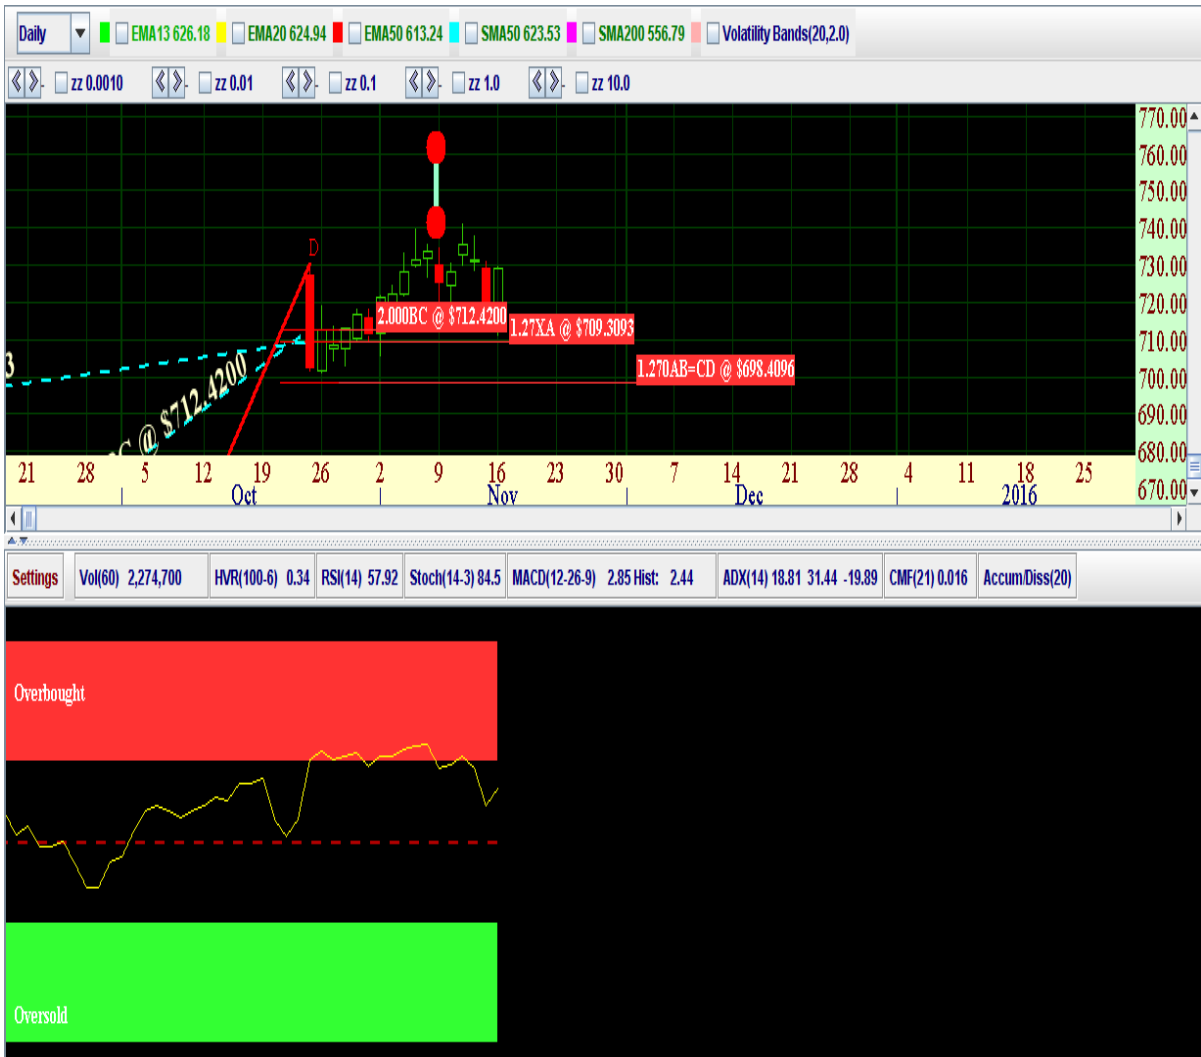 Daily EMA13 626.18 EMA20 624.94 EMA50 613.24 SMA50 623.53 SMA200 556.79 Volatility Bands(20,2.0)
zz 0.0010 zz 0.01 zz 0.1 zz 1.0 zz 10.0
770.00
760.00
750.00
740.00
D
730.00
720.00
2.000BC @ $712.4200
1.27XA @ $709.3093
710.00
3
1.270AB=CD @ $698.4096
700.00
BC @ $712.4200
690.00
680.00
21 28 5 12 19 26 2 9 16 23 30 7 14 21 28 4 11 18 25
670.00
Oct Nov Dec 2016
Settings Vol(60) 2,274,700 HVR(100-6) 0.34 RSI(14) 57.92 Stoch(14-3) 84.5 MACD(12-26-9) 2.85 Hist: 2.44 ADX(14) 18.81 31.44 -19.89 CMF(21) 0.016 Accum/Diss(20)
Overbought
Oversold